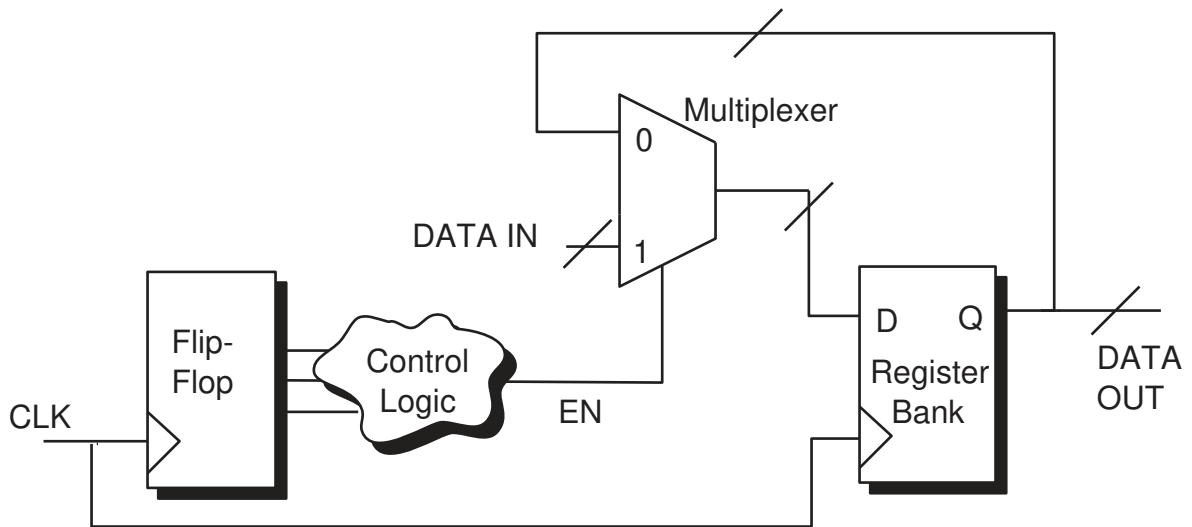 Multiplexer
0
DATA IN
1
Flip-
Flop
Control
Logic
D
Q
Register
Bank
DATA
OUT
CLK
EN